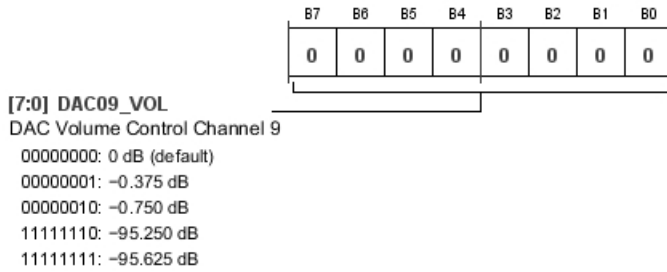 B7 B6 B5 B4 B3 B2 B1 B0
0 0 0 0 0 0 0 0
[7:0] DAC09_VOL
DAC Volume Control Channel 9
00000000: 0 dB (default)
00000001: −0.375 dB
00000010: −0.750 dB
11111110: −95.250 dB
11111111: −95.625 dB